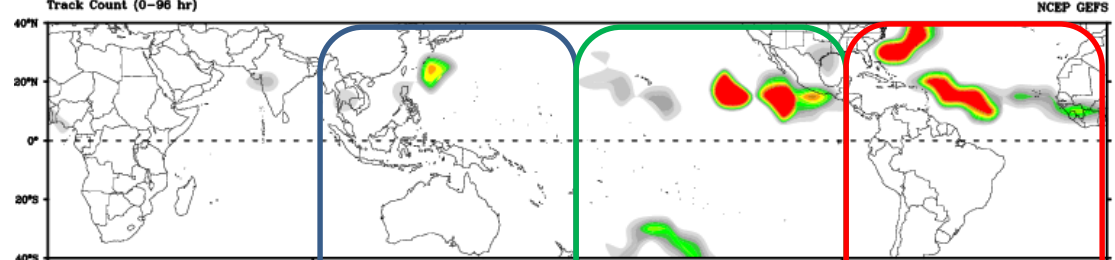 Track Count (0−96 hr)
NCEP GEFS
40°N
20°N
0°
20°S
40°S